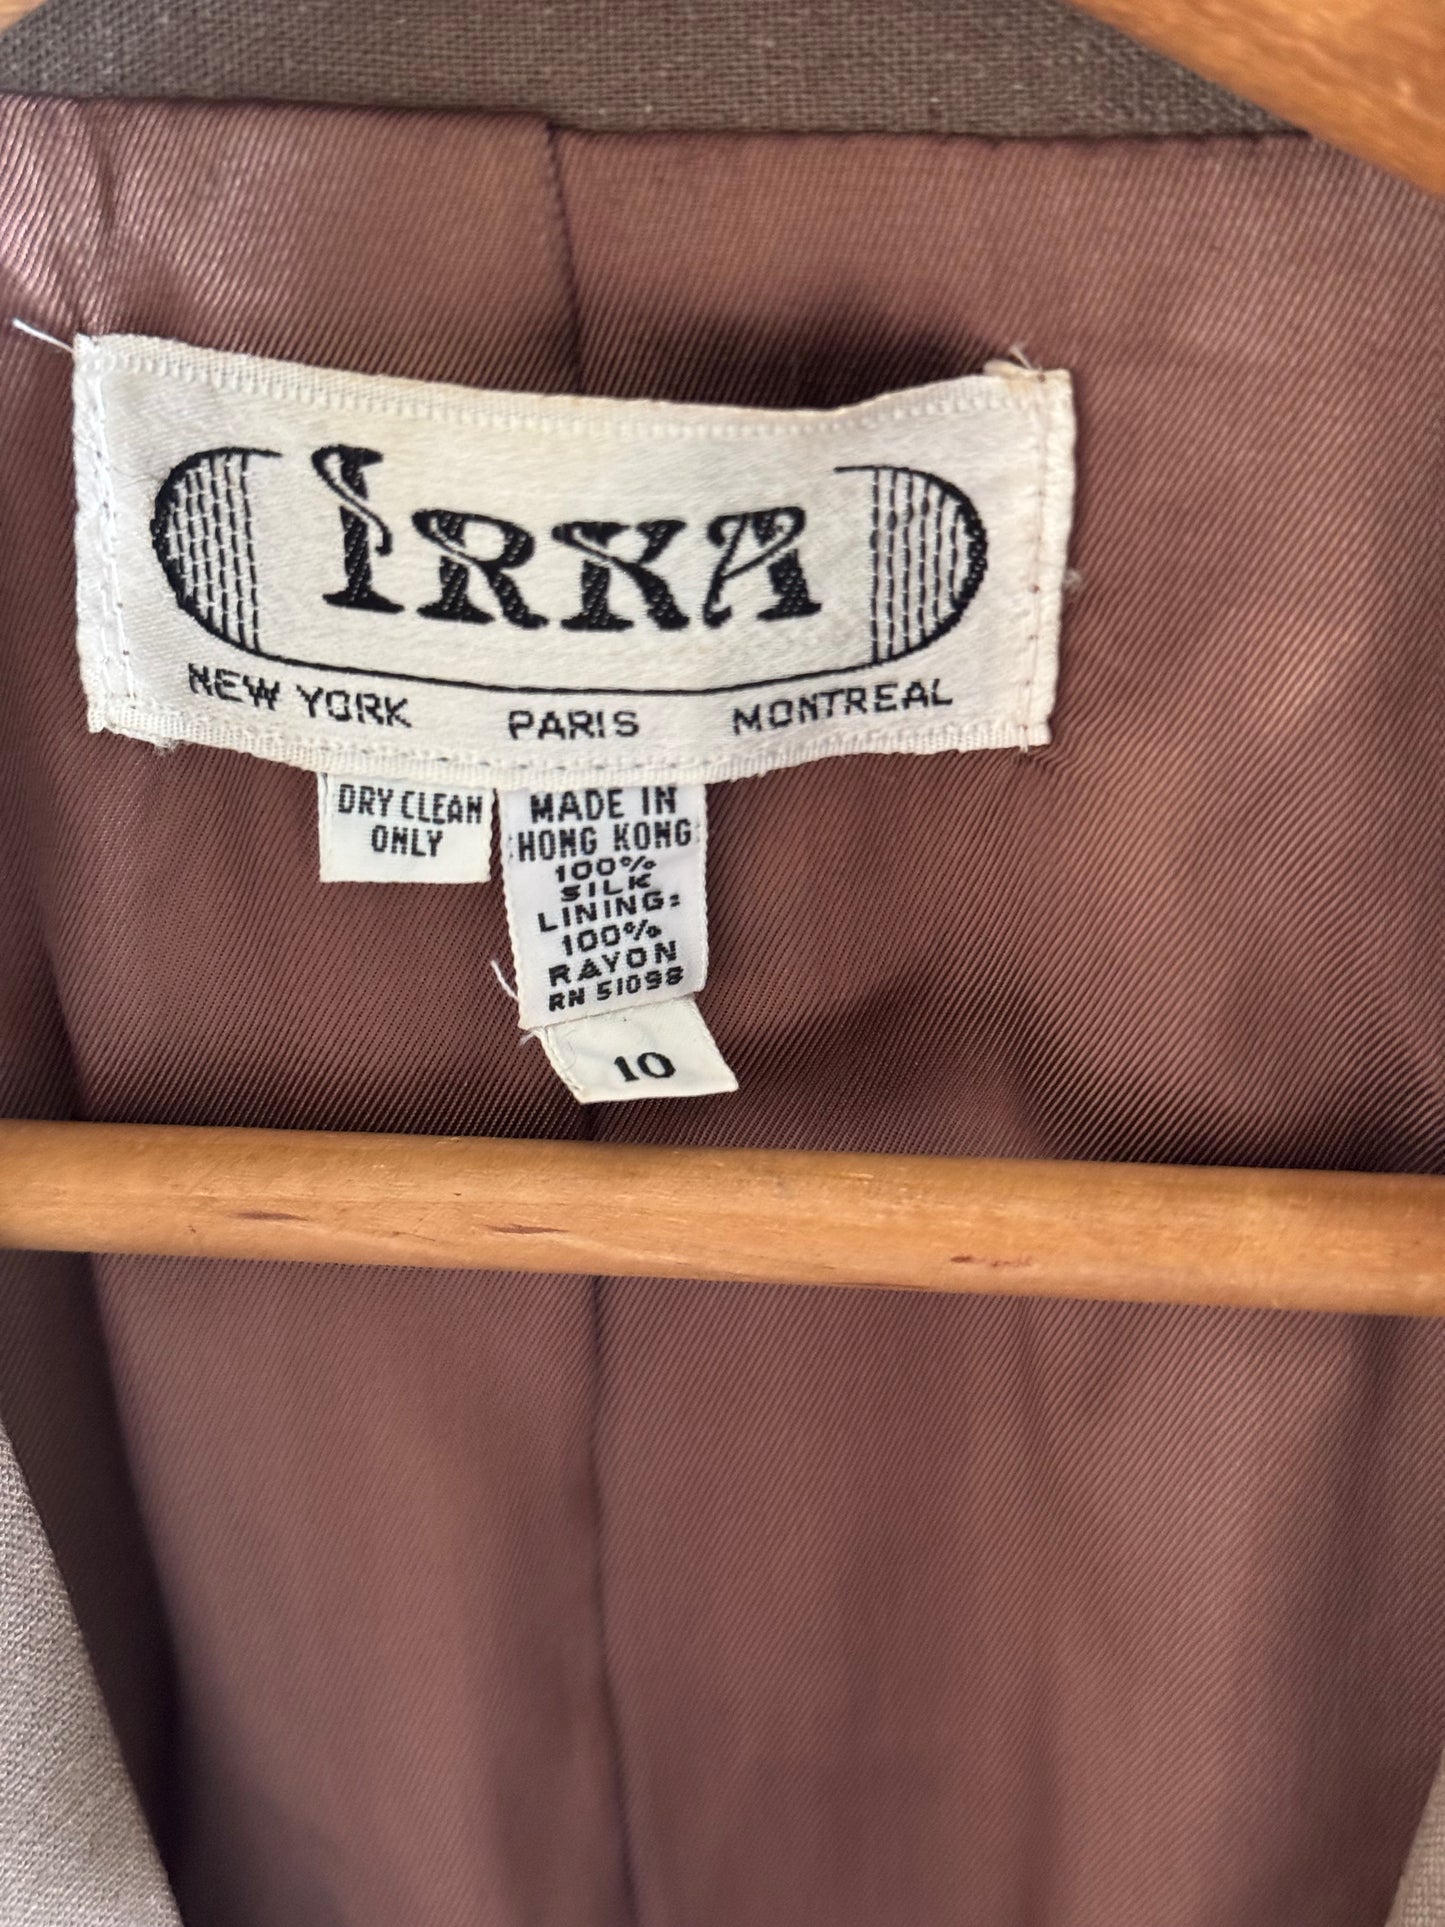 IRKA
NEW YORK PARIS MONTREAL
DRY CLEAN
ONLY
MADE IN
HONG KONG
100%
SILK
LINING:
100%
RAYON
RN 51098
10